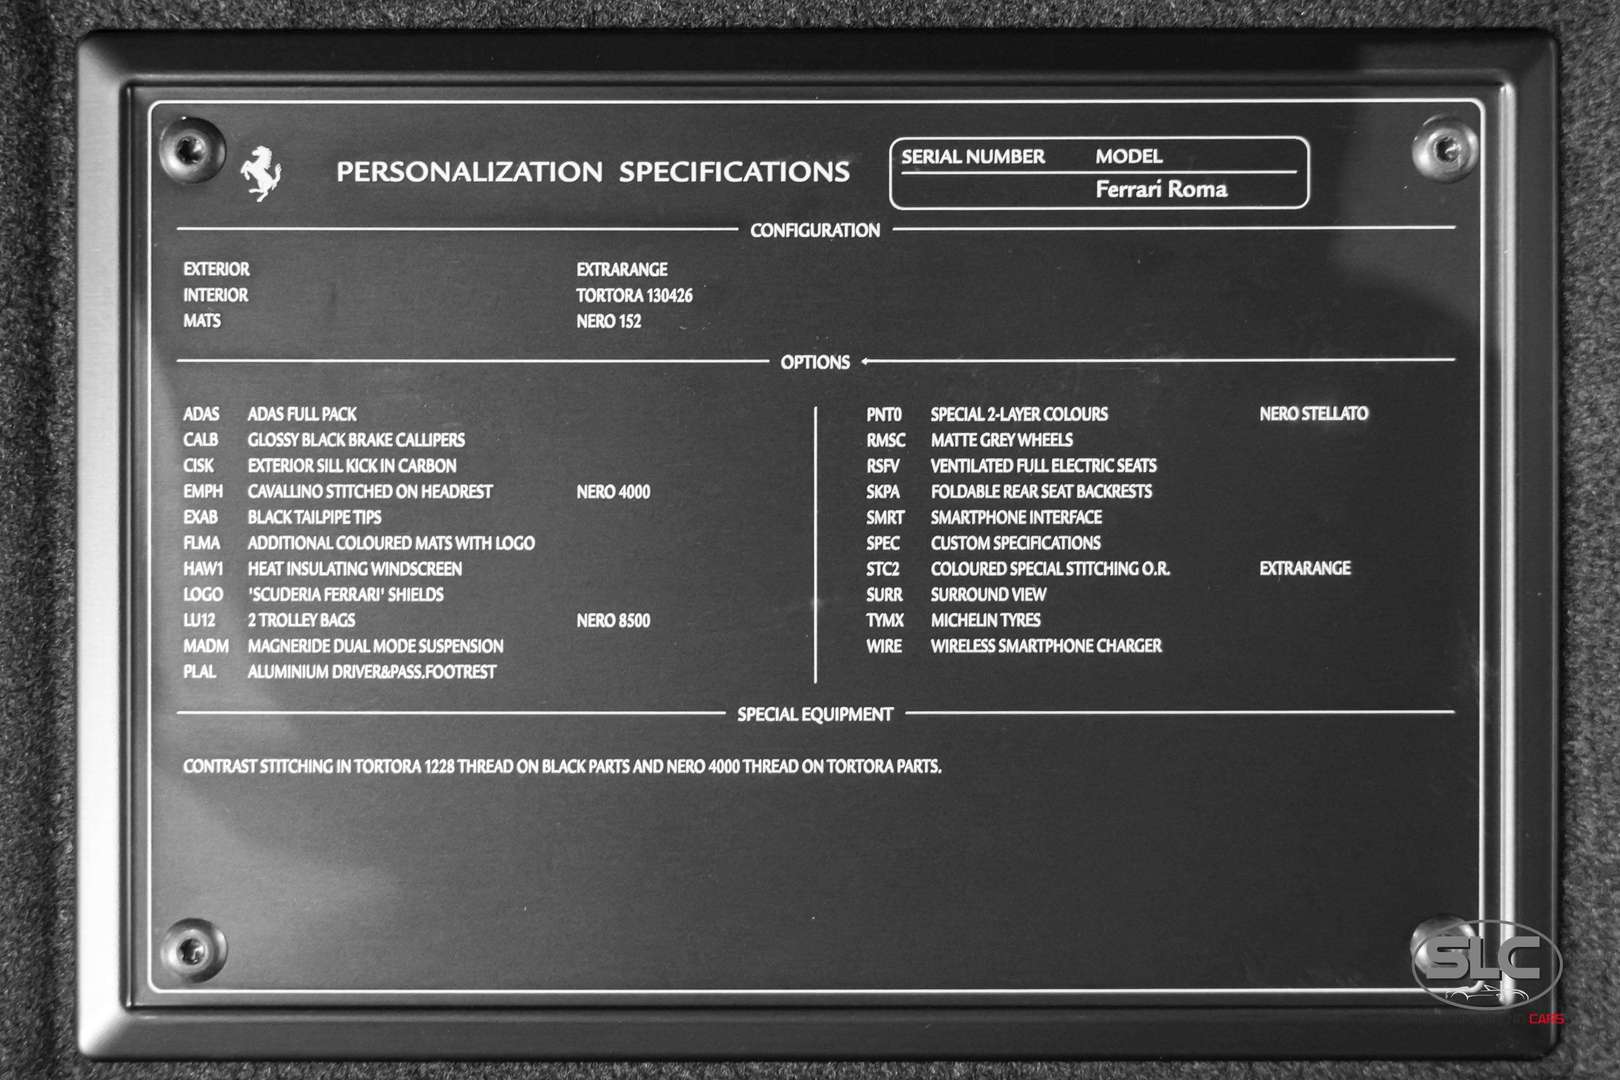 PERSONALIZATION SPECIFICATIONS
SERIAL NUMBER MODEL
Ferrari Roma
CONFIGURATION
EXTERIOR EXTRARANGE
INTERIOR TORTORA 130426
MATS NERO 152
OPTIONS
ADAS ADAS FULL PACK
CALB GLOSSY BLACK BRAKE CALLIPERS
CISK EXTERIOR SILL KICK IN CARBON
EMPH CAVALLINO STITCHED ON HEADREST NERO 4000
EXAB BLACK TAILPIPE TIPS
FLMA ADDITIONAL COLOURED MATS WITH LOGO
HAW1 HEAT INSULATING WINDSCREEN
LOGO 'SCUDERIA FERRARI' SHIELDS
LU12 2 TROLLEY BAGS NERO 8500
MADM MAGNERIDE DUAL MODE SUSPENSION
PLAL ALUMINIUM DRIVER&PASS.FOOTREST
PNT0 SPECIAL 2-LAYER COLOURS NERO STELLATO
RMSC MATTE GREY WHEELS
RSFV VENTILATED FULL ELECTRIC SEATS
SKPA FOLDABLE REAR SEAT BACKRESTS
SMRT SMARTPHONE INTERFACE
SPEC CUSTOM SPECIFICATIONS
STC2 COLOURED SPECIAL STITCHING O.R. EXTRARANGE
SURR SURROUND VIEW
TYMX MICHELIN TYRES
WIRE WIRELESS SMARTPHONE CHARGER
SPECIAL EQUIPMENT
CONTRAST STITCHING IN TORTORA 1228 THREAD ON BLACK PARTS AND NERO 4000 THREAD ON TORTORA PARTS.
SLC
CARS